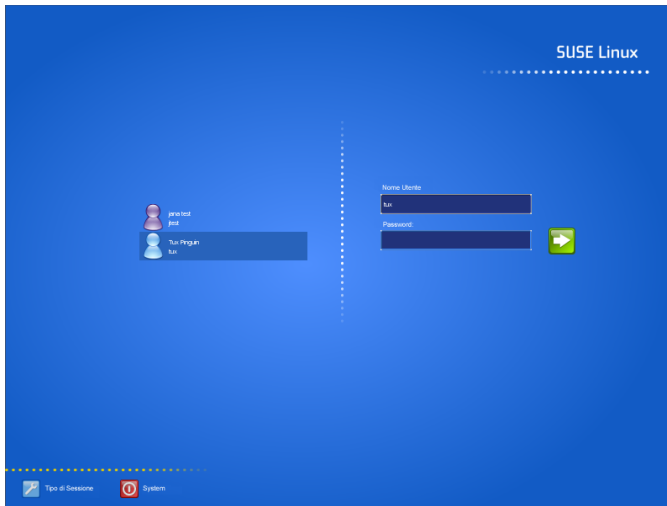 SUSE Linux
jana test
jtest
Tux Pinguin
tux
Nome Utente
tux
Password:
Tipo di Sessione
System